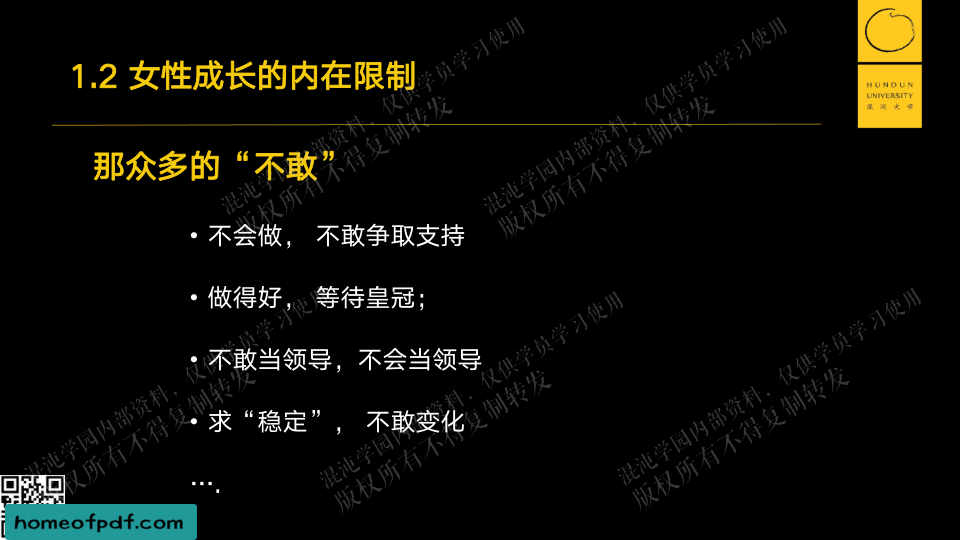 1.2 女性成长的内在限制
HUNDUN
UNIVERSITY
混沌大学
那众多的“不敢”
• 不会做， 不敢争取支持
• 做得好， 等待皇冠；
• 不敢当领导，不会当领导
• 求“稳定”， 不敢变化
….
混沌学园内部资料，仅供学员学习使用
版权所有不得复制转发
混沌学园内部资料，仅供学员学习使用
版权所有不得复制转发
混沌学园内部资料，仅供学员学习使用
版权所有不得复制转发
混沌学园内部资料，仅供学员学习使用
版权所有不得复制转发
混沌学园内部资料，仅供学员学习使用
版权所有不得复制转发
homeofpdf.com